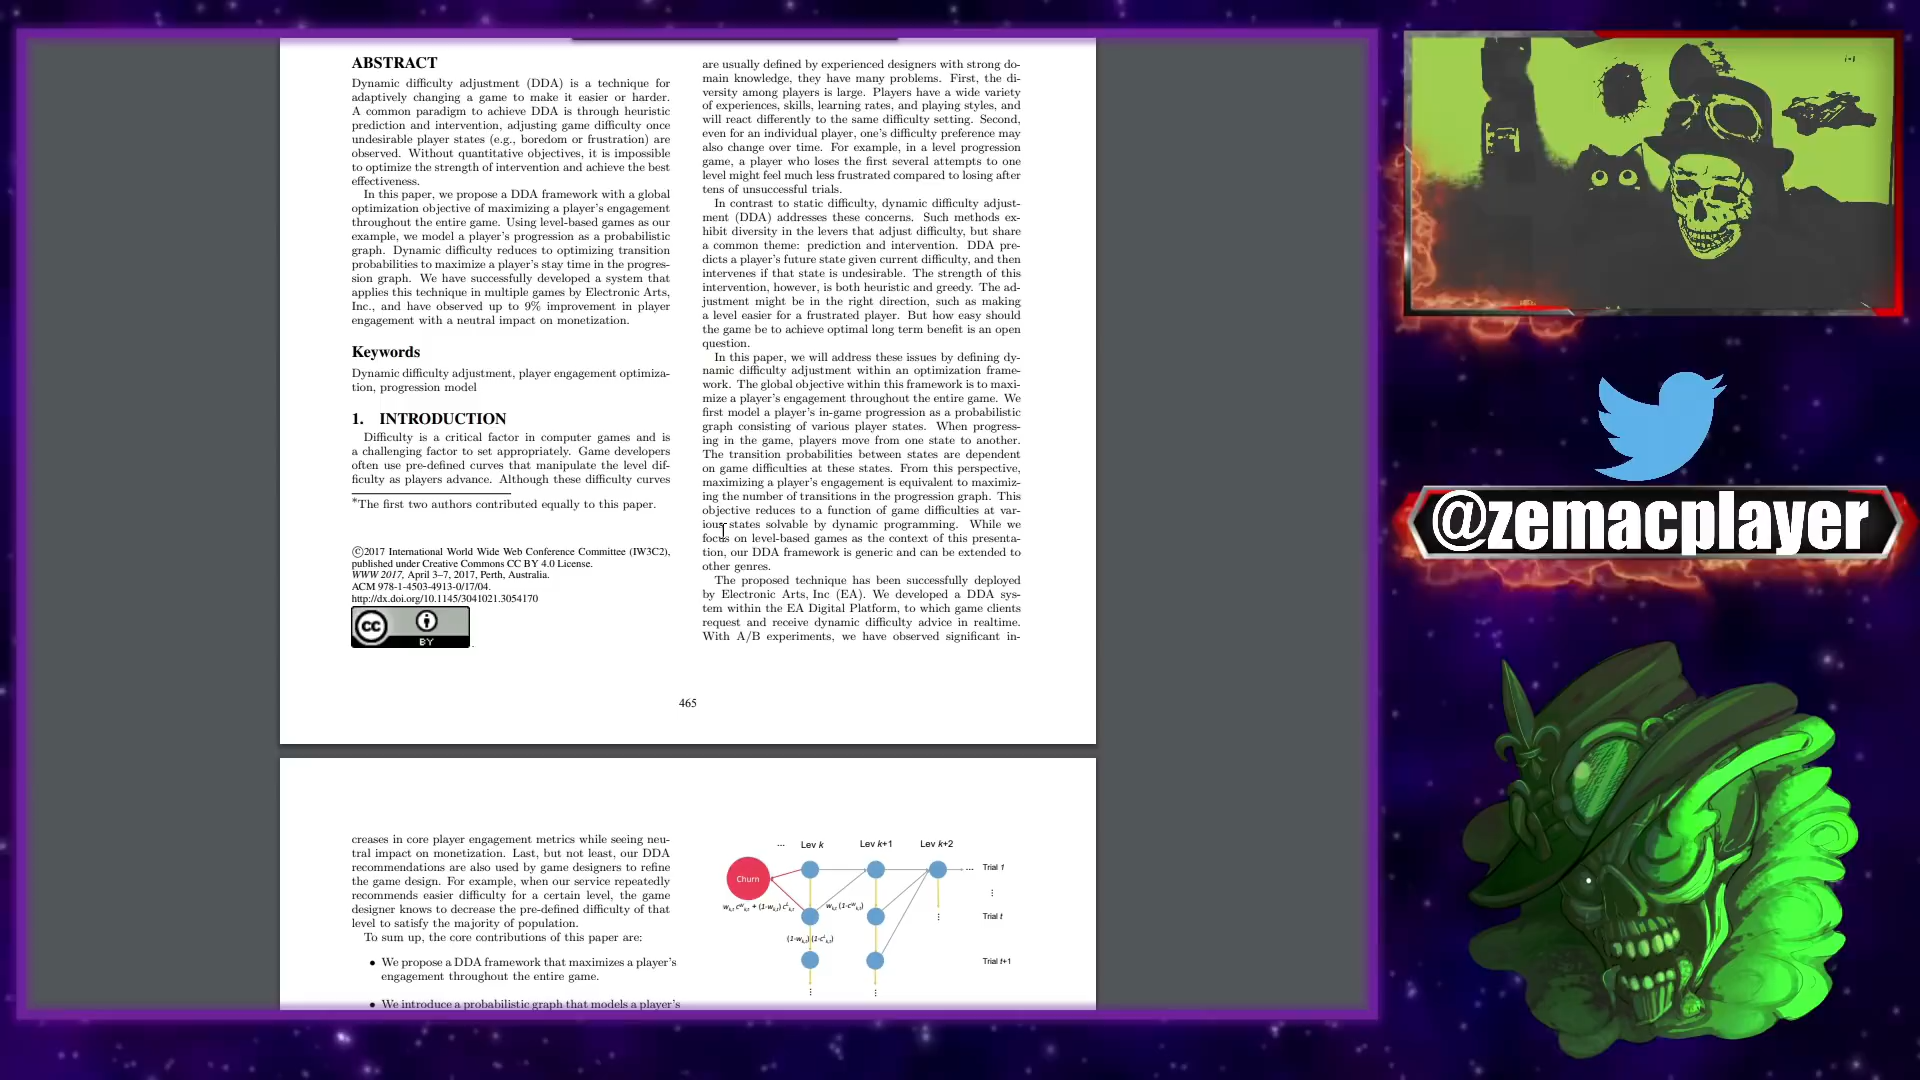 ABSTRACT
Dynamic difficulty adjustment (DDA) is a technique for
adaptively changing a game to make it easier or harder.
A common paradigm to achieve DDA is through heuristic
prediction and intervention, adjusting game difficulty once
undesirable player states (e.g., boredom or frustration) are
observed. Without quantitative objectives, it is impossible
to optimize the strength of intervention and achieve the best
effectiveness.
In this paper, we propose a DDA framework with a global
optimization objective of maximizing a player's engagement
throughout the entire game. Using level-based games as our
example, we model a player's progression as a probabilistic
graph. Dynamic difficulty reduces to optimizing transition
probabilities to maximize a player's stay time in the progres-
sion graph. We have successfully developed a system that
applies this technique in multiple games by Electronic Arts,
Inc., and have observed up to 9% improvement in player
engagement with a neutral impact on monetization.
Keywords
Dynamic difficulty adjustment, player engagement optimiza-
tion, progression model
1. INTRODUCTION
Difficulty is a critical factor in computer games and is
a challenging factor to set appropriately. Game developers
often use pre-defined curves that manipulate the level dif-
ficulty as players advance. Although these difficulty curves
*The first two authors contributed equally to this paper.
©2017 International World Wide Web Conference Committee (IW3C2),
published under Creative Commons CC BY 4.0 License.
WWW 2017, April 3–7, 2017, Perth, Australia.
ACM 978-1-4503-4913-0/17/04.
http://dx.doi.org/10.1145/3041021.3054170
cc
BY
.
are usually defined by experienced designers with strong do-
main knowledge, they have many problems. First, the di-
versity among players is large. Players have a wide variety
of experiences, skills, learning rates, and playing styles, and
will react differently to the same difficulty setting. Second,
even for an individual player, one's difficulty preference may
also change over time. For example, in a level progression
game, a player who loses the first several attempts to one
level might feel much less frustrated compared to losing after
tens of unsuccessful trials.
In contrast to static difficulty, dynamic difficulty adjust-
ment (DDA) addresses these concerns. Such methods ex-
hibit diversity in the levers that adjust difficulty, but share
a common theme: prediction and intervention. DDA pre-
dicts a player's future state given current difficulty, and then
intervenes if that state is undesirable. The strength of this
intervention, however, is both heuristic and greedy. The ad-
justment might be in the right direction, such as making
a level easier for a frustrated player. But how easy should
the game be to achieve optimal long term benefit is an open
question.
In this paper, we will address these issues by defining dy-
namic difficulty adjustment within an optimization frame-
work. The global objective within this framework is to maxi-
mize a player's engagement throughout the entire game. We
first model a player's in-game progression as a probabilistic
graph consisting of various player states. When progress-
ing in the game, players move from one state to another.
The transition probabilities between states are dependent
on game difficulties at these states. From this perspective,
maximizing a player's engagement is equivalent to maximiz-
ing the number of transitions in the progression graph. This
objective reduces to a function of game difficulties at var-
ious states solvable by dynamic programming. While we
focus on level-based games as the context of this presenta-
tion, our DDA framework is generic and can be extended to
other genres.
The proposed technique has been successfully deployed
by Electronic Arts, Inc (EA). We developed a DDA sys-
tem within the EA Digital Platform, to which game clients
request and receive dynamic difficulty advice in realtime.
With A/B experiments, we have observed significant in-
465
creases in core player engagement metrics while seeing neu-
tral impact on monetization. Last, but not least, our DDA
recommendations are also used by game designers to refine
the game design. For example, when our service repeatedly
recommends easier difficulty for a certain level, the game
designer knows to decrease the pre-defined difficulty of that
level to satisfy the majority of population.
To sum up, the core contributions of this paper are:
• We propose a DDA framework that maximizes a player's
engagement throughout the entire game.
• We introduce a probabilistic graph that models a player's
... Lev k Lev k+1 Lev k+2
Churn ... Trial 1
Trial t
Trial t+1
@zemacplayer